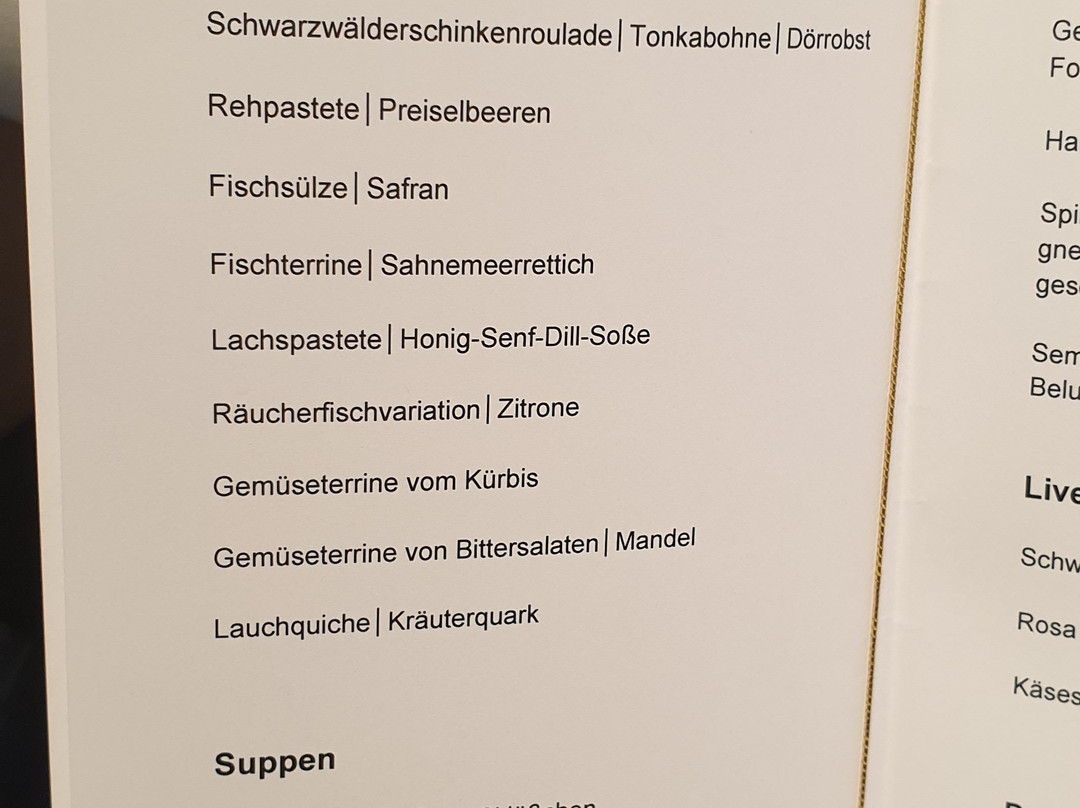 Schwarzwälderschinkenroulade | Tonkabohne | Dörrobst
Rehpastete | Preiselbeeren
Fischsülze | Safran
Fischterrine | Sahnemeerrettich
Lachspastete | Honig-Senf-Dill-Soße
Räucherfischvariation | Zitrone
Gemüseterrine vom Kürbis
Gemüseterrine von Bittersalaten | Mandel
Lauchquiche | Kräuterquark
Suppen
Rosa